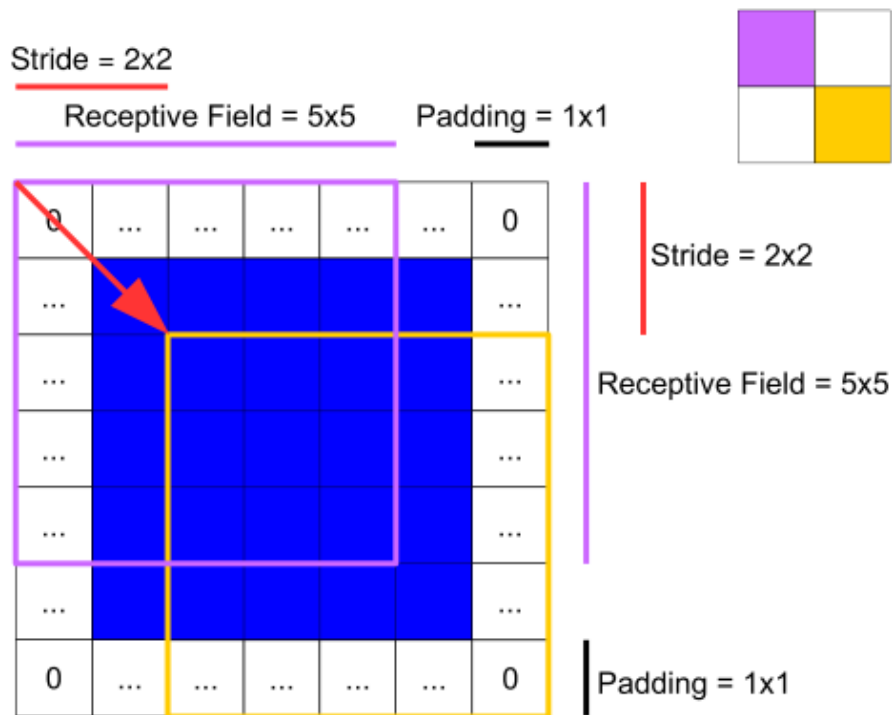 Stride = 2x2
Receptive Field = 5x5 Padding = 1x1
0 ... ... ... ... ... 0
Stride = 2x2
... ...
... ...
Receptive Field = 5x5
... ...
... ...
... ...
0 ... ... ... ... ... 0
Padding = 1x1